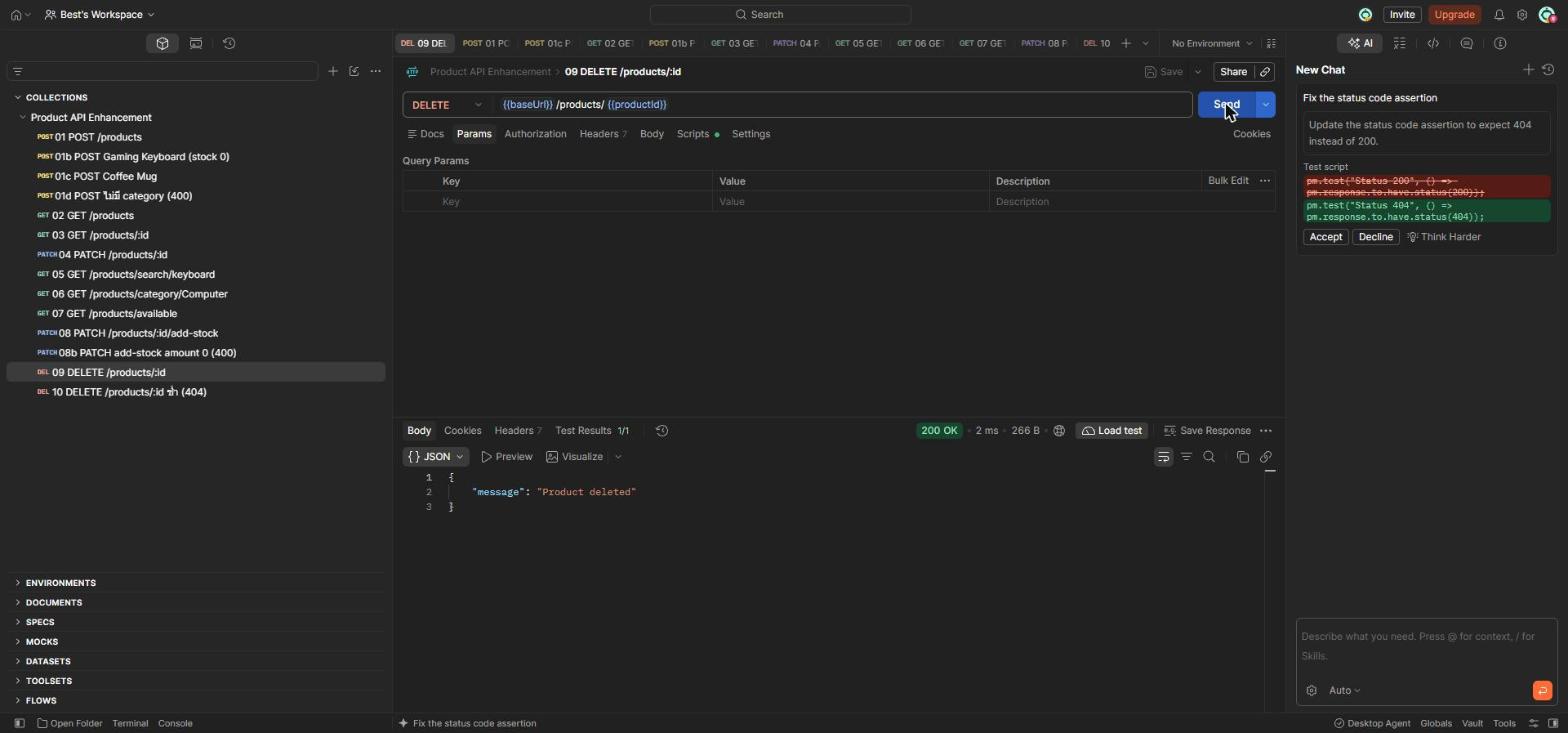 Best's Workspace
Search
Invite
Upgrade
DEL 09 DEL
POST 01 PC
POST 01c P
GET 02 GET
POST 01b P
GET 03 GE
PATCH 04 P
GET 05 GE
GET 06 GE
GET 07 GE
PATCH 08 P
DEL 10
No Environment
AI
COLLECTIONS
Product API Enhancement
POST 01 POST /products
POST 01b POST Gaming Keyboard (stock 0)
POST 01c POST Coffee Mug
POST 01d POST ไม่มี category (400)
GET 02 GET /products
GET 03 GET /products/:id
PATCH 04 PATCH /products/:id
GET 05 GET /products/search/keyboard
GET 06 GET /products/category/Computer
GET 07 GET /products/available
PATCH 08 PATCH /products/:id/add-stock
PATCH 08b PATCH add-stock amount 0 (400)
DEL 09 DELETE /products/:id
DEL 10 DELETE /products/:id ซ้ำ (404)
ENVIRONMENTS
DOCUMENTS
SPECS
MOCKS
DATASETS
TOOLSETS
FLOWS
Product API Enhancement > 09 DELETE /products/:id
Save
Share
DELETE
{{baseUrl}} /products/ {{productId}}
Send
Docs
Params
Authorization
Headers 7
Body
Scripts
Settings
Cookies
Query Params
Key
Value
Description
Bulk Edit
Key
Value
Description
Body
Cookies
Headers 7
Test Results 1/1
200 OK
2 ms
266 B
Load test
Save Response
{} JSON
Preview
Visualize
1 {
2 "message": "Product deleted"
3 }
New Chat
Fix the status code assertion
Update the status code assertion to expect 404
instead of 200.
Test script
pm.test("Status 200", () =>
pm.response.to.have.status(200));
pm.test("Status 404", () =>
pm.response.to.have.status(404));
Accept
Decline
Think Harder
Describe what you need. Press @ for context, / for
Skills.
Auto
Open Folder
Terminal
Console
Fix the status code assertion
Desktop Agent
Globals
Vault
Tools